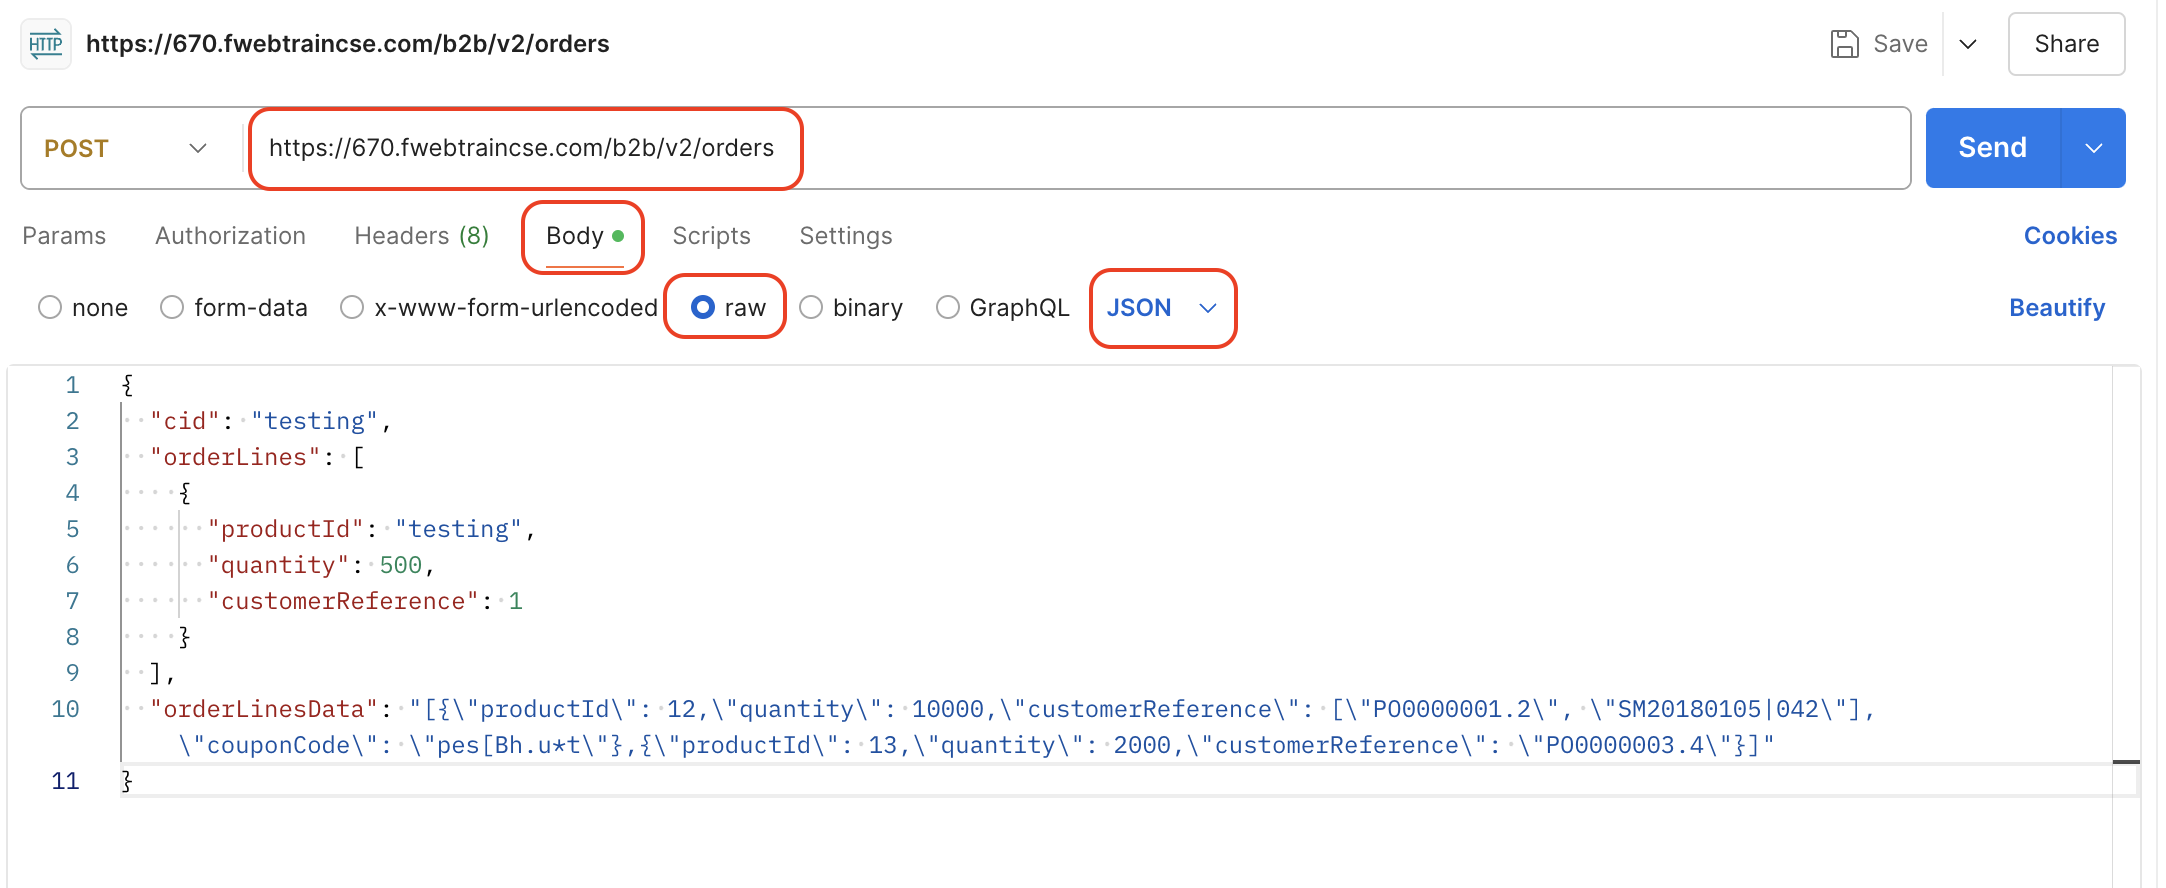 HTTP https://670.fwebtraincse.com/b2b/v2/orders Save Share
POST https://670.fwebtraincse.com/b2b/v2/orders Send
Params Authorization Headers (8) Body Scripts Settings Cookies
none form-data x-www-form-urlencoded raw binary GraphQL JSON Beautify
1 {
2 "cid": "testing",
3 "orderLines": [
4 {
5 "productId": "testing",
6 "quantity": 500,
7 "customerReference": 1
8 }
9 ],
10 "orderLinesData": "[{\"productId\": 12,\"quantity\": 10000,\"customerReference\": [\"PO0000001.2\", \"SM20180105|042\"],
\"couponCode\": \"pes[Bh.u*t\"},{\"productId\": 13,\"quantity\": 2000,\"customerReference\": \"PO0000003.4\"}]"
11 }